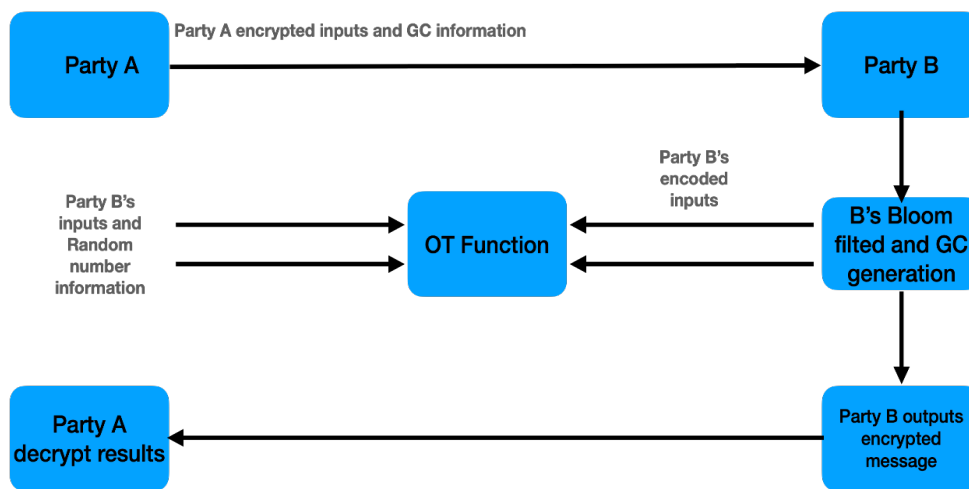 Party A encrypted inputs and GC information
Party A
Party B
Party B's
encoded
inputs
Party B's
inputs and
Random
number
information
OT Function
B's Bloom
filted and GC
generation
Party A
decrypt results
Party B outputs
encrypted
message